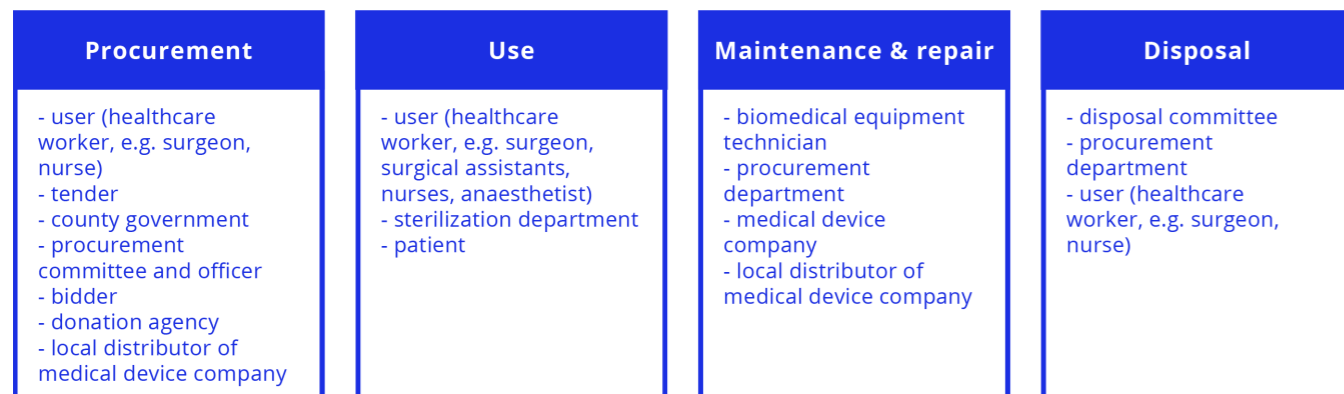 Procurement
- user (healthcare
worker, e.g. surgeon,
nurse)
- tender
- county government
- procurement
committee and officer
- bidder
- donation agency
- local distributor of
medical device company
Use
- user (healthcare
worker, e.g. surgeon,
surgical assistants,
nurses, anaesthetist)
- sterilization department
- patient
Maintenance & repair
- biomedical equipment
technician
- procurement
department
- medical device
company
- local distributor of
medical device company
Disposal
- disposal committee
- procurement
department
- user (healthcare
worker, e.g. surgeon,
nurse)